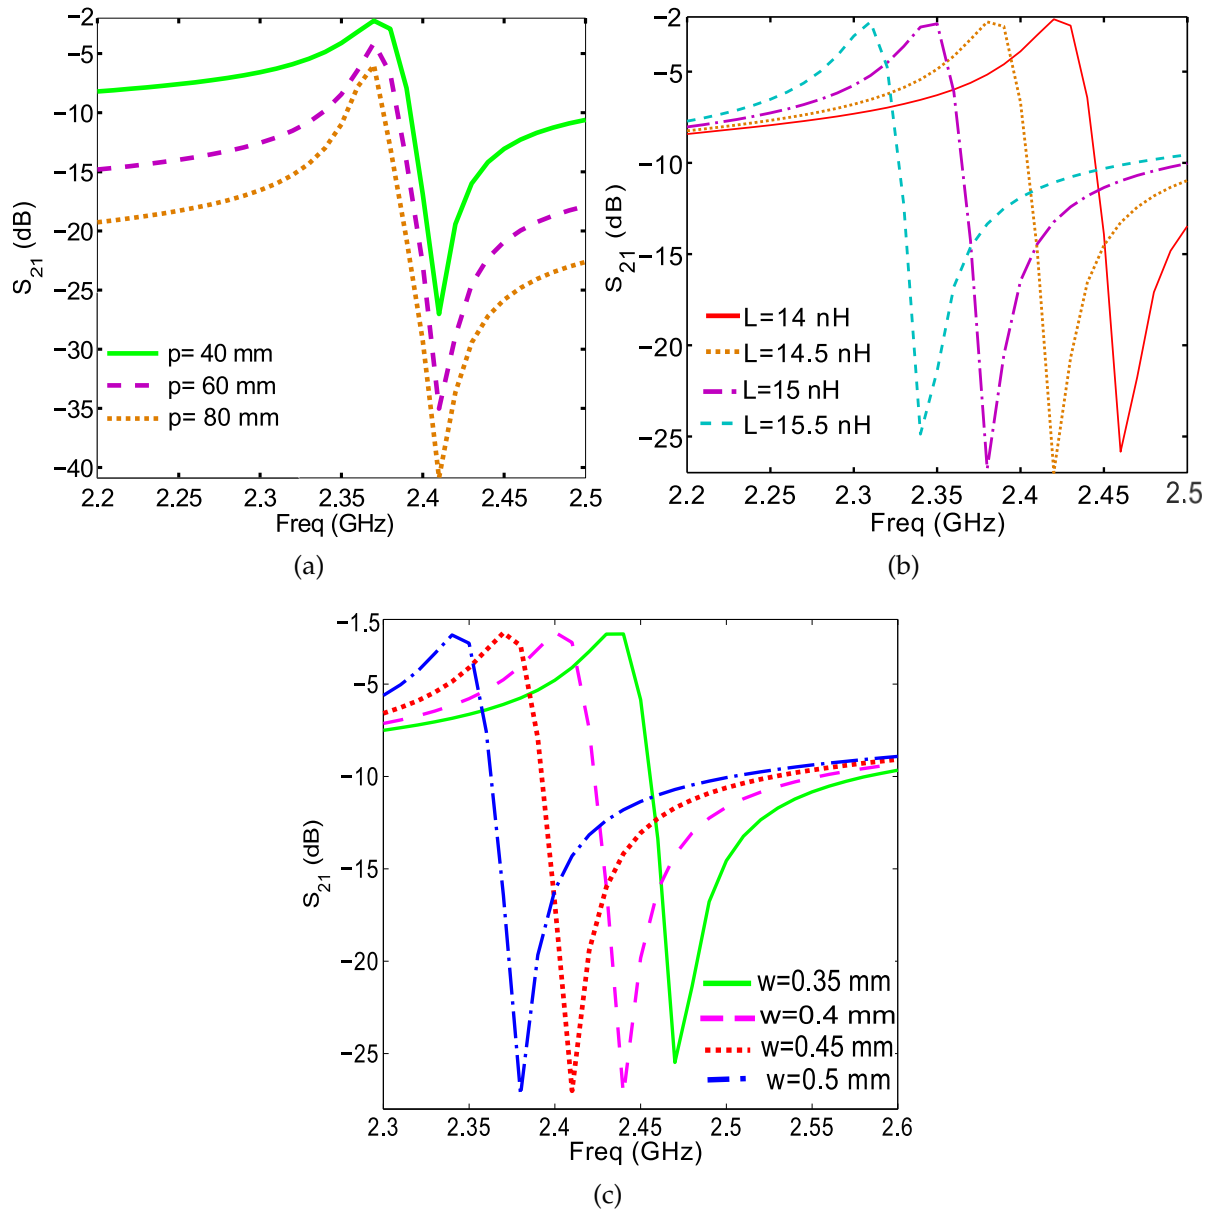 −2
−5
−10
−15
−20
−25
−30
−35
−40
S21 (dB)
p= 40 mm
p= 60 mm
p= 80 mm
2.2 2.25 2.3 2.35 2.4 2.45 2.5
Freq (GHz)
(a)
−2
−5
−10
−15
−20
−25
S21 (dB)
L=14 nH
L=14.5 nH
L=15 nH
L=15.5 nH
2.2 2.25 2.3 2.35 2.4 2.45 2.5
Freq (GHz)
(b)
−1.5
−5
−10
−15
−20
−25
S21 (dB)
w=0.35 mm
w=0.4 mm
w=0.45 mm
w=0.5 mm
2.3 2.35 2.4 2.45 2.5 2.55 2.6
Freq (GHz)
(c)